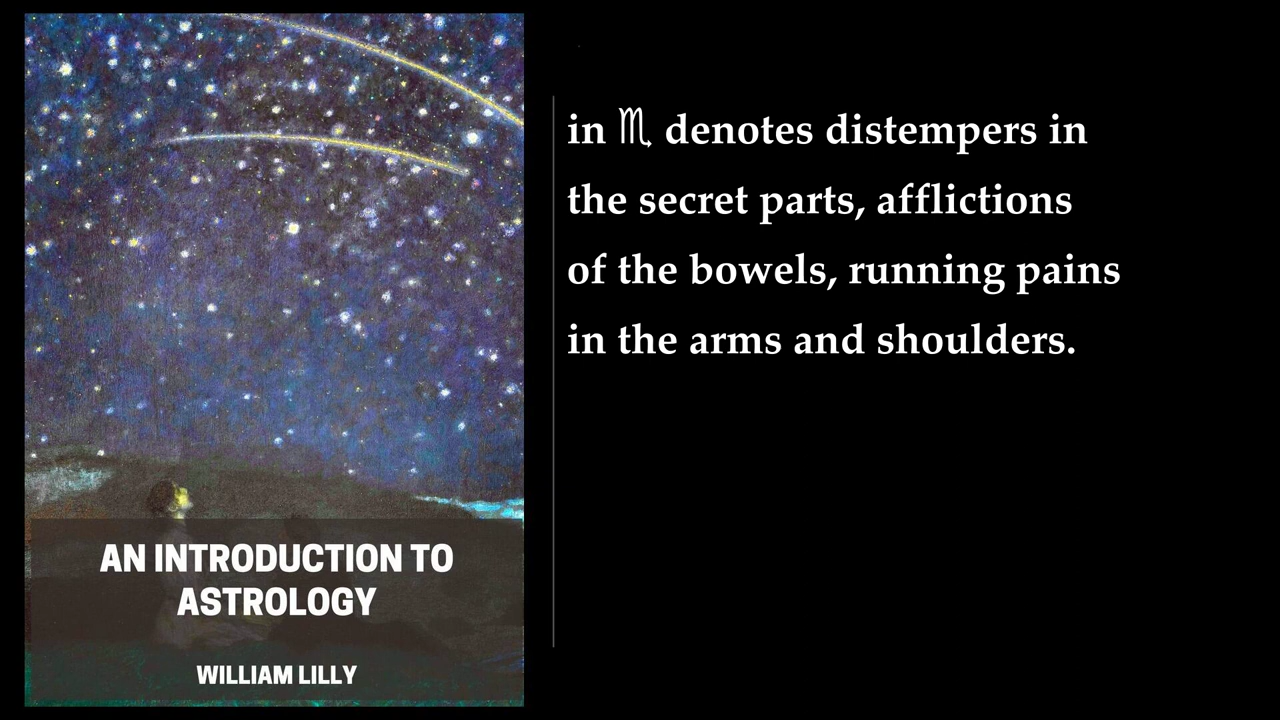 AN INTRODUCTION TO
ASTROLOGY
WILLIAM LILLY
in ♏ denotes distempers in
the secret parts, afflictions
of the bowels, running pains
in the arms and shoulders.